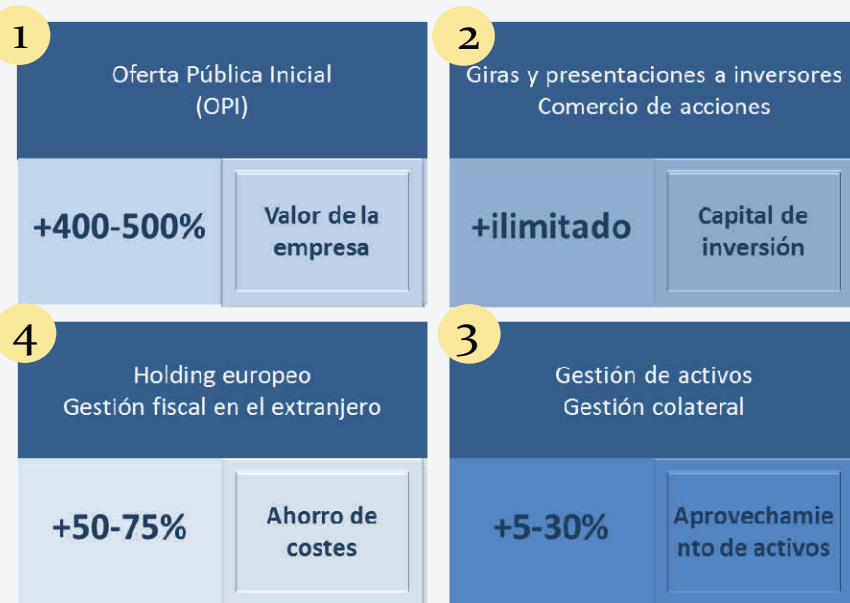 1
Oferta Pública Inicial
(OPI)
+400-500%
Valor de la
empresa
2
Giras y presentaciones a inversores
Comercio de acciones
+ilimitado
Capital de
inversión
4
Holding europeo
Gestión fiscal en el extranjero
+50-75%
Ahorro de
costes
3
Gestión de activos
Gestión colateral
+5-30%
Aprovechamie
nto de activos